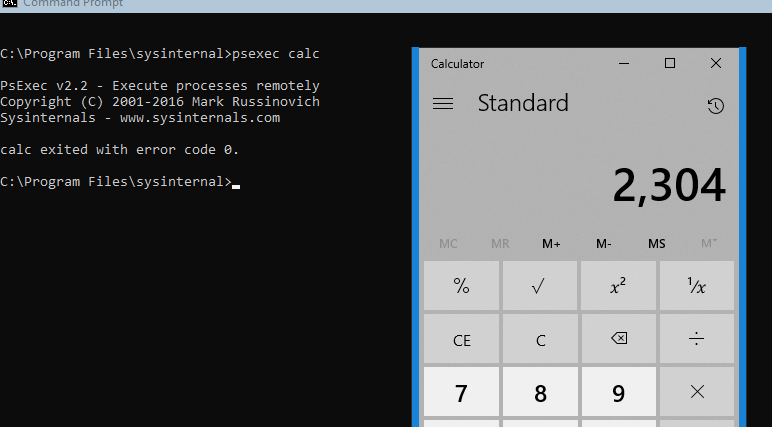 Command Prompt
C:\Program Files\sysinternal>psexec calc
PsExec v2.2 - Execute processes remotely
Copyright (C) 2001-2016 Mark Russinovich
Sysinternals - www.sysinternals.com
calc exited with error code 0.
C:\Program Files\sysinternal>
Calculator
Standard
2,304
MC MR M+ M- MS M˅
% √ x² ¹/x
CE C ÷
7 8 9 ×